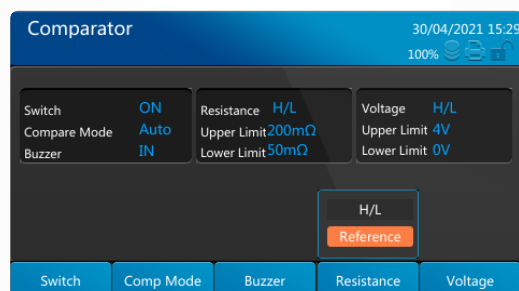 Comparator
30/04/2021 15:29
100%
Switch ON
Compare Mode Auto
Buzzer IN
Resistance H/L
Upper Limit 200mΩ
Lower Limit 50mΩ
Voltage H/L
Upper Limit 4V
Lower Limit 0V
H/L
Reference
Switch Comp Mode Buzzer Resistance Voltage